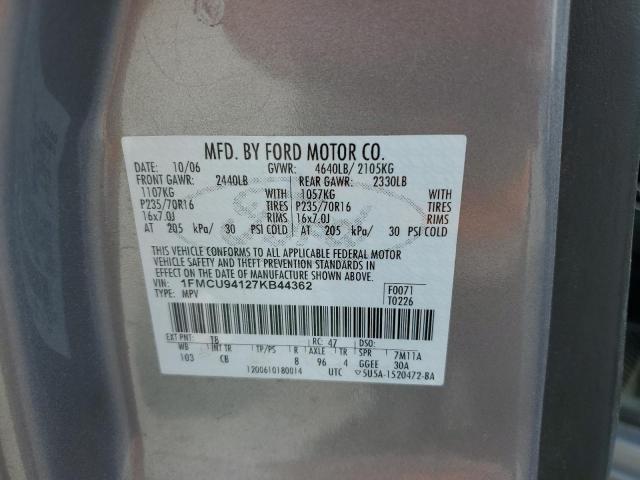 MFD. BY FORD MOTOR CO.
DATE: 10/06 GVWR: 4640LB/ 2105KG
FRONT GAWR: 2440LB REAR GAWR: 2330LB
1107KG WITH 1057KG WITH
P235/70R16 TIRES P235/70R16 TIRES
16x7.0J RIMS 16x7.0J RIMS
AT 205 kPa/ 30 PSI COLD AT 205 kPa/ 30 PSI COLD
THIS VEHICLE CONFORMS TO ALL APPLICABLE FEDERAL MOTOR
VEHICLE SAFETY AND THEFT PREVENTION STANDARDS IN
EFFECT ON THE DATE OF MANUFACTURE SHOWN ABOVE.
VIN: 1FMCU94127KB44362 F0071
TYPE: MPV T0226
EXT PNT: TB RC: 47 DSO:
WB INT TR TP/PS R AXLE TR SPR 7M11A
103 CB 8 96 4 GGEE 30A
1200610180014 UTC 5U5A-1520472-BA